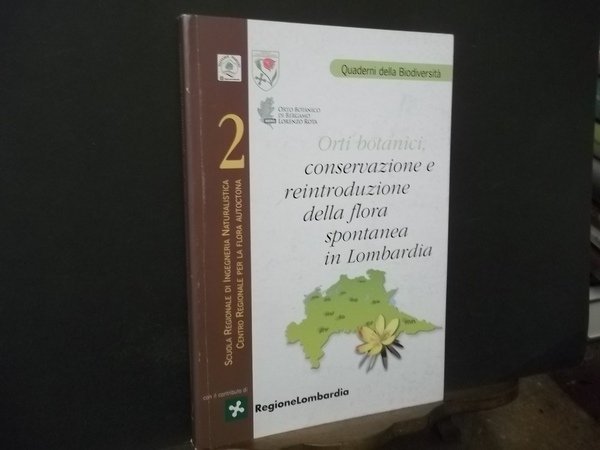 Quaderni della Biodiversità
ORTO BOTANICO
DI BERGAMO
LORENZO ROTA
2
SCUOLA REGIONALE DI INGEGNERIA NATURALISTICA
CENTRO REGIONALE PER LA FLORA AUTOCTONA
Orti botanici,
conservazione e
reintroduzione
della flora
spontanea
in Lombardia
con il contributo di
RegioneLombardia